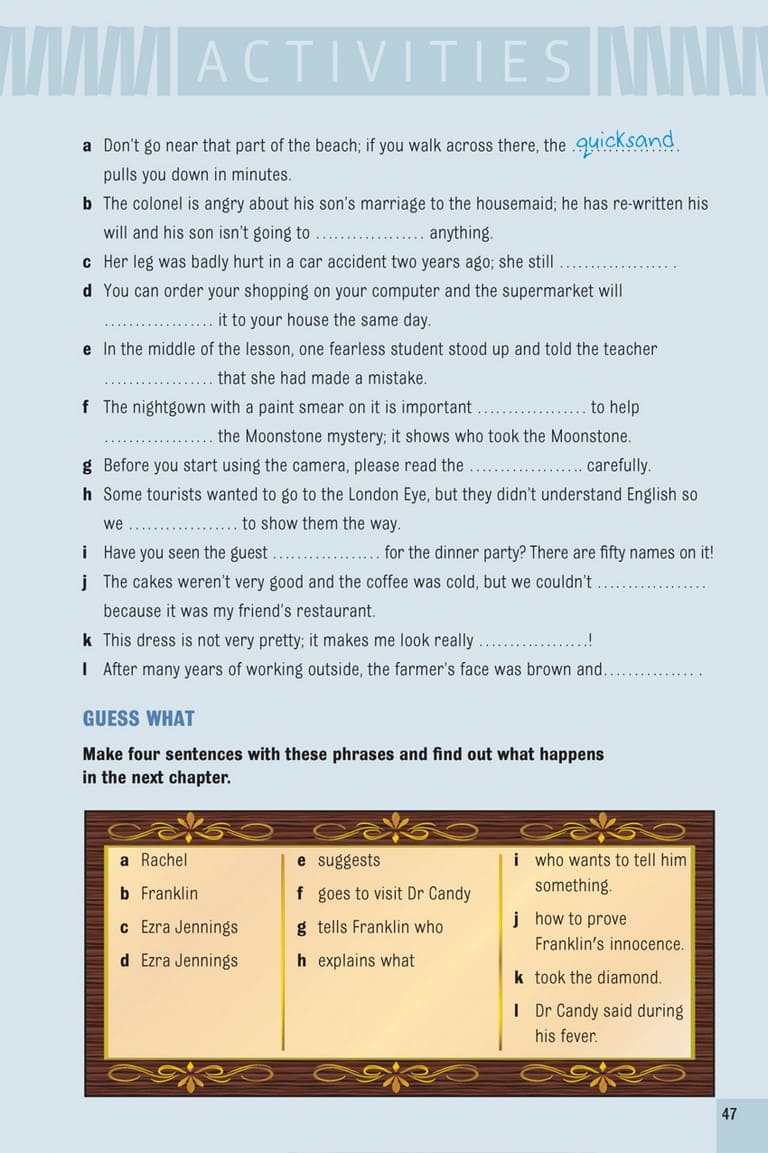 ACTIVITIES
a Don't go near that part of the beach; if you walk across there, the quicksand.
pulls you down in minutes.
b The colonel is angry about his son's marriage to the housemaid; he has re-written his
will and his son isn't going to .................. anything.
c Her leg was badly hurt in a car accident two years ago; she still .................. .
d You can order your shopping on your computer and the supermarket will
.................. it to your house the same day.
e In the middle of the lesson, one fearless student stood up and told the teacher
.................. that she had made a mistake.
f The nightgown with a paint smear on it is important .................. to help
.................. the Moonstone mystery; it shows who took the Moonstone.
g Before you start using the camera, please read the ................... carefully.
h Some tourists wanted to go to the London Eye, but they didn't understand English so
we .................. to show them the way.
i Have you seen the guest .................. for the dinner party? There are fifty names on it!
j The cakes weren't very good and the coffee was cold, but we couldn't ..................
because it was my friend's restaurant.
k This dress is not very pretty; it makes me look really ..................!
l After many years of working outside, the farmer's face was brown and............... .
GUESS WHAT
Make four sentences with these phrases and find out what happens
in the next chapter.
a Rachel
b Franklin
c Ezra Jennings
d Ezra Jennings
e suggests
f goes to visit Dr Candy
g tells Franklin who
h explains what
i who wants to tell him
something.
j how to prove
Franklin's innocence.
k took the diamond.
l Dr Candy said during
his fever.
47